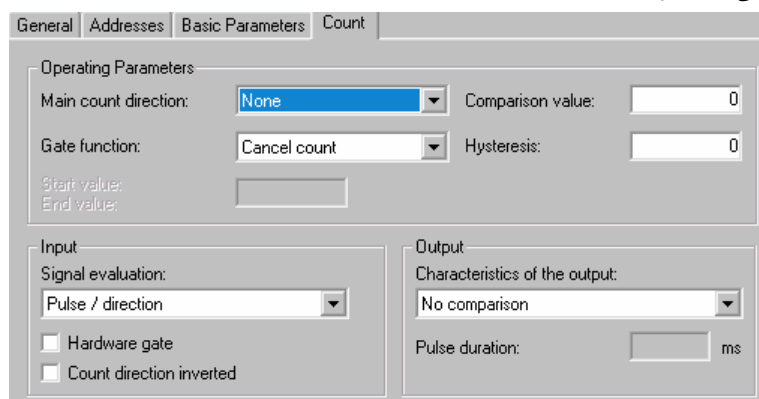 General Addresses Basic Parameters Count
Operating Parameters
Main count direction: None Comparison value: 0
Gate function: Cancel count Hysteresis: 0
Start value:
End value:
Input
Signal evaluation:
Pulse / direction
Hardware gate
Count direction inverted
Output
Characteristics of the output:
No comparison
Pulse duration: ms